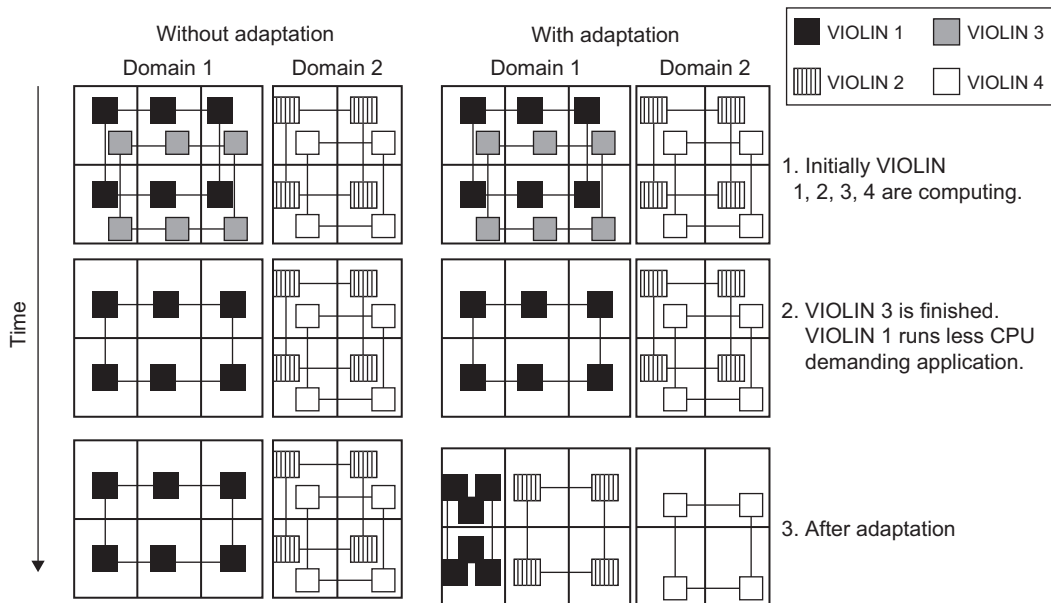 Without adaptation
With adaptation
Domain 1
Domain 2
Domain 1
Domain 2
VIOLIN 1
VIOLIN 3
VIOLIN 2
VIOLIN 4
Time
1. Initially VIOLIN
1, 2, 3, 4 are computing.
2. VIOLIN 3 is finished.
VIOLIN 1 runs less CPU
demanding application.
3. After adaptation